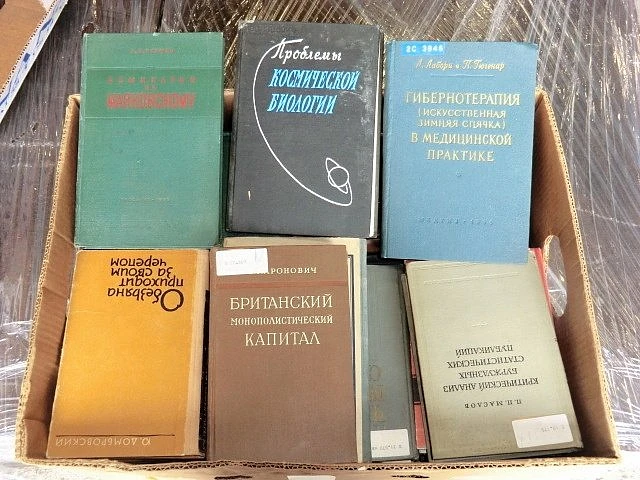 Проблемы
КОСМИЧЕСКОЙ
БИОЛОГИИ
2С 3946
А. Лабори и П. Гюгенар
ГИБЕРНОТЕРАПИЯ
(ИСКУССТВЕННАЯ
ЗИМНЯЯ СПЯЧКА)
В МЕДИЦИНСКОЙ
ПРАКТИКЕ
Обезьяна
приходит
за своим
черепом
Ю. ДОМБРОВСКИЙ
АРОНОВИЧ
БРИТАНСКИЙ
МОНОПОЛИСТИЧЕСКИЙ
КАПИТАЛ
П. П. МАСЛОВ
КРИТИЧЕСКИЙ АНАЛИЗ
БУРЖУАЗНЫХ
СТАТИСТИЧЕСКИХ
ПУБЛИКАЦИЙ